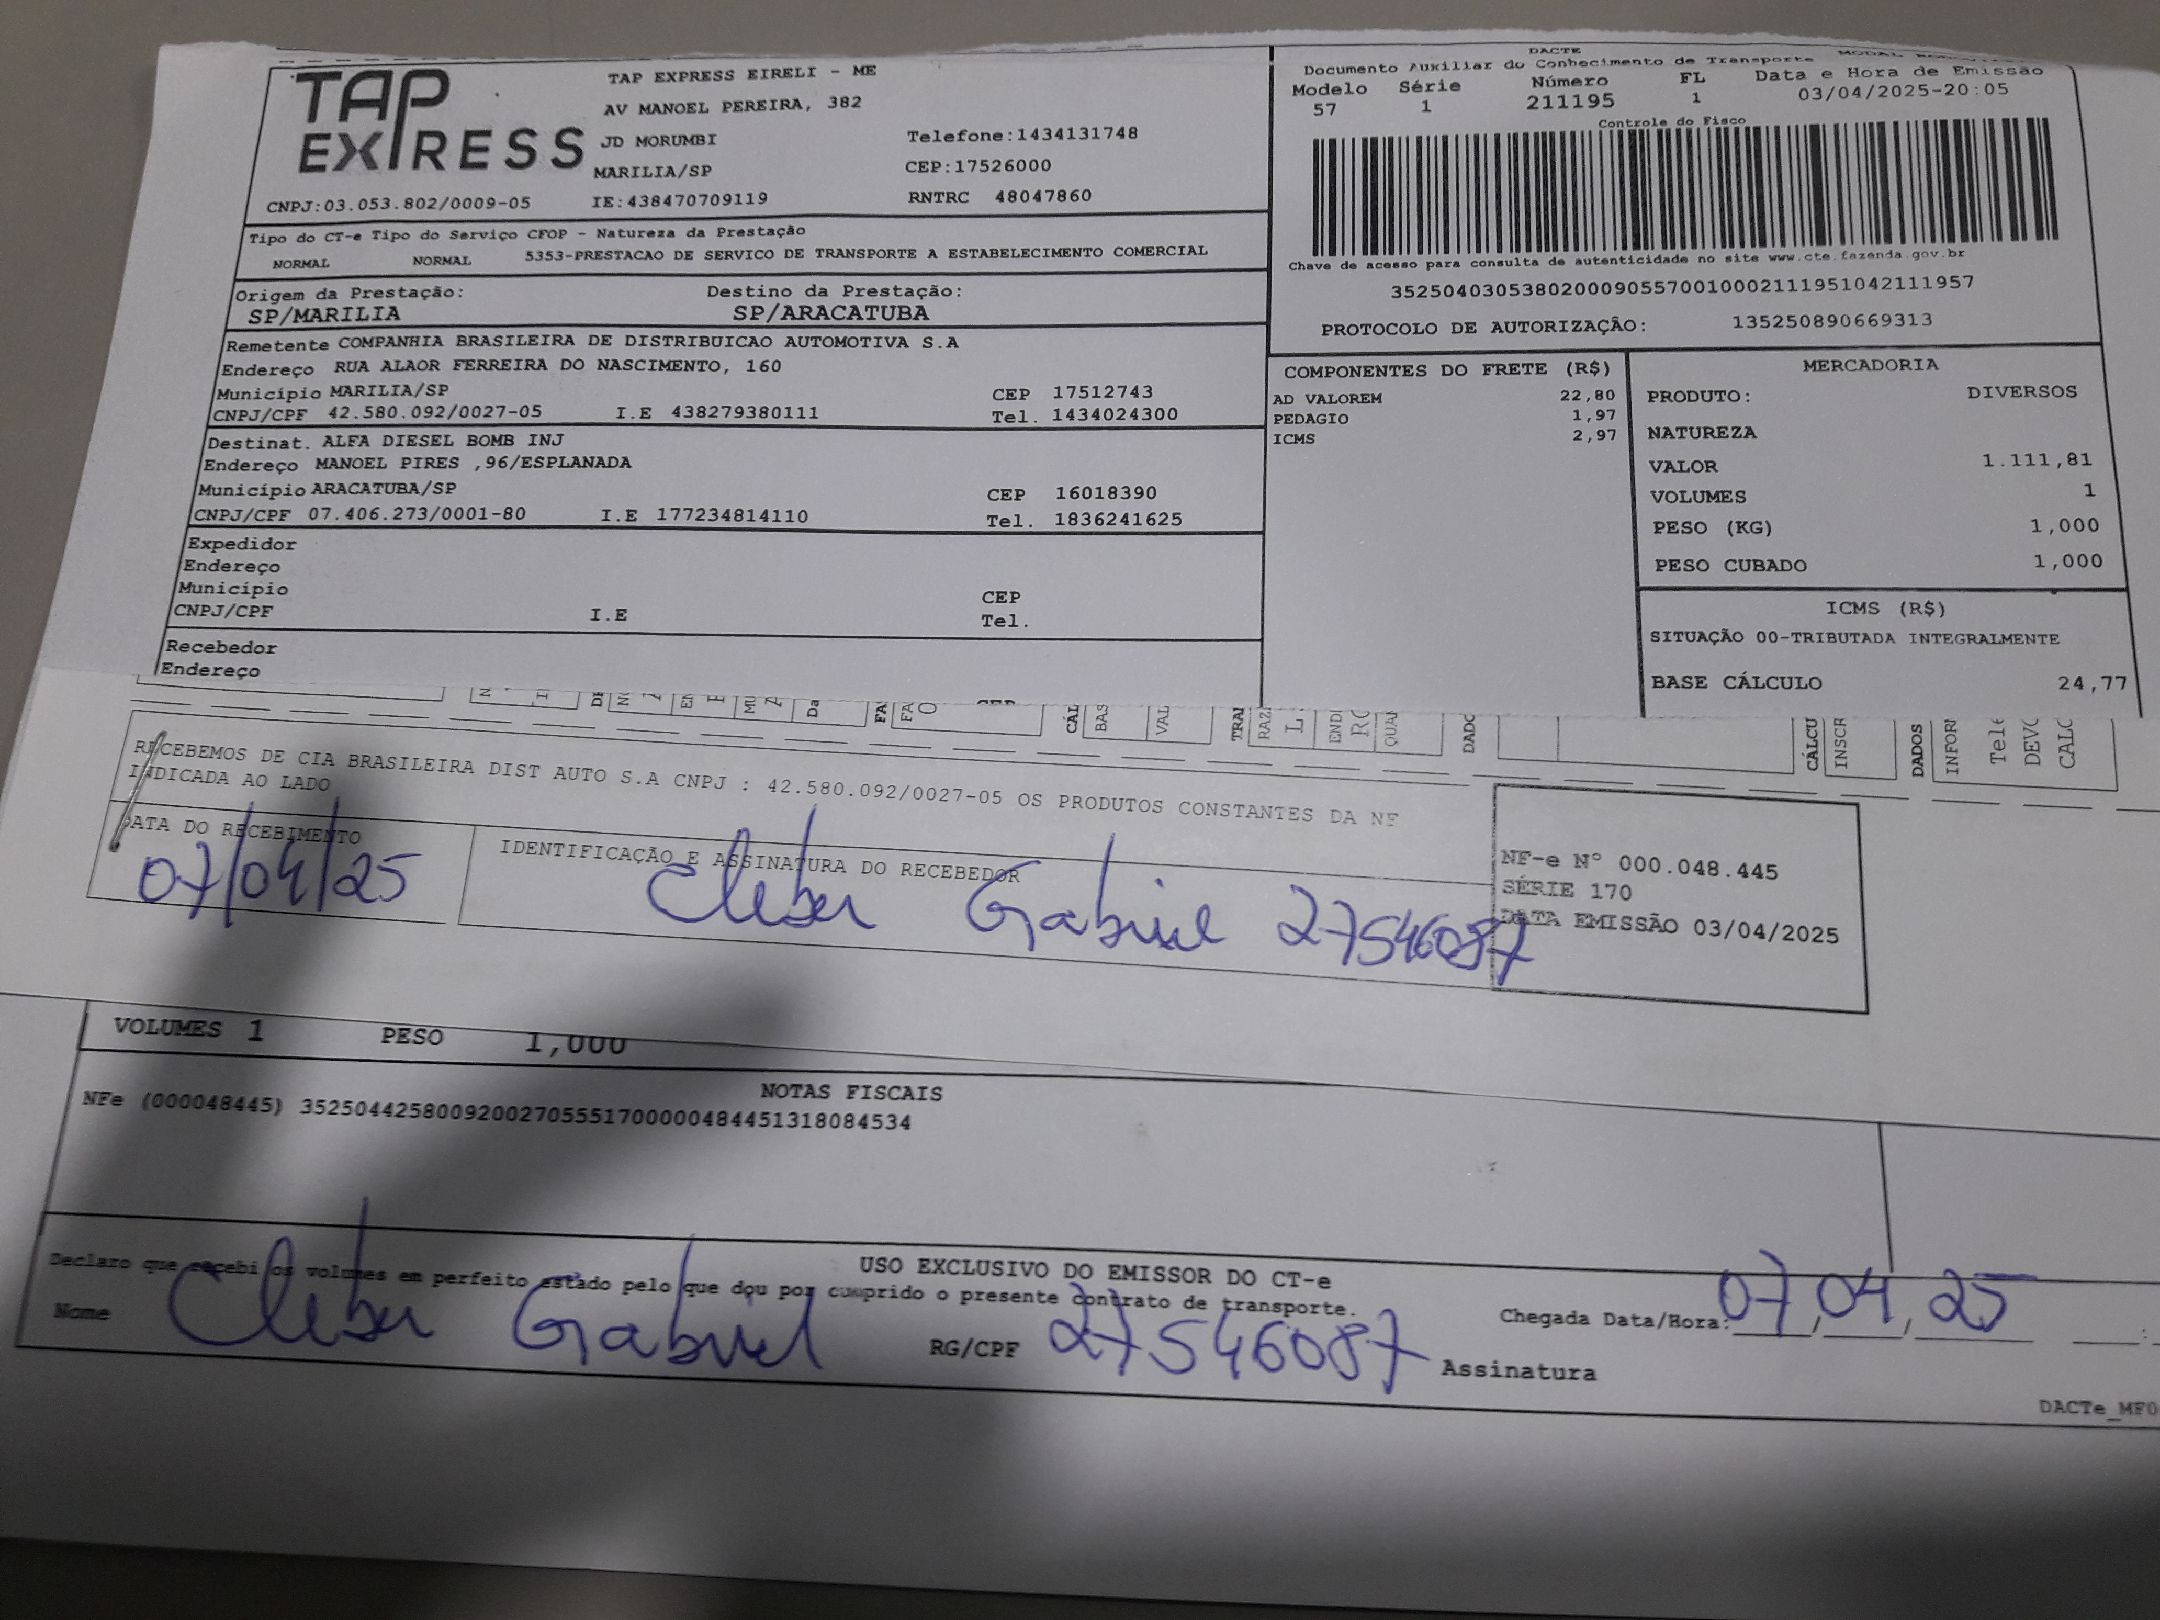 TAP EXPRESS
TAP EXPRESS EIRELI - ME
AV MANOEL PEREIRA, 382
JD MORUMBI Telefone:1434131748
MARILIA/SP CEP:17526000
CNPJ:03.053.802/0009-05 IE:438470709119 RNTRC 48047860
Tipo do CT-e Tipo do Serviço CFOP - Natureza da Prestação
NORMAL NORMAL 5353-PRESTACAO DE SERVICO DE TRANSPORTE A ESTABELECIMENTO COMERCIAL
Origem da Prestação: Destino da Prestação:
SP/MARILIA SP/ARACATUBA
Remetente COMPANHIA BRASILEIRA DE DISTRIBUICAO AUTOMOTIVA S.A
Endereço RUA ALAOR FERREIRA DO NASCIMENTO, 160
Município MARILIA/SP CEP 17512743
CNPJ/CPF 42.580.092/0027-05 I.E 438279380111 Tel. 1434024300
Destinat. ALFA DIESEL BOMB INJ
Endereço MANOEL PIRES ,96/ESPLANADA
Município ARACATUBA/SP CEP 16018390
CNPJ/CPF 07.406.273/0001-80 I.E 177234814110 Tel. 1836241625
Expedidor
Endereço
Município CEP
CNPJ/CPF I.E Tel.
Recebedor
Endereço
DACTE
Documento Auxiliar do Conhecimento de Transporte MODAL
Modelo Série Número FL Data e Hora de Emissão
57 1 211195 1 03/04/2025-20:05
Controle do Fisco
Chave de acesso para consulta de autenticidade no site www.cte.fazenda.gov.br
35250403053802000905570010002111951042111957
PROTOCOLO DE AUTORIZAÇÃO: 135250890669313
COMPONENTES DO FRETE (R$)
AD VALOREM 22,80
PEDAGIO 1,97
ICMS 2,97
MERCADORIA
PRODUTO: DIVERSOS
NATUREZA
VALOR 1.111,81
VOLUMES 1
PESO (KG) 1,000
PESO CUBADO 1,000
ICMS (R$)
SITUAÇÃO 00-TRIBUTADA INTEGRALMENTE
BASE CÁLCULO 24,77
RECEBEMOS DE CIA BRASILEIRA DIST AUTO S.A CNPJ : 42.580.092/0027-05 OS PRODUTOS CONSTANTES DA NF
INDICADA AO LADO
DATA DO RECEBIMENTO
07/04/25
IDENTIFICAÇÃO E ASSINATURA DO RECEBEDOR
Cleber Gabriel 27546087
NF-e N° 000.048.445
SÉRIE 170
DATA EMISSÃO 03/04/2025
VOLUMES 1 PESO 1,000
NOTAS FISCAIS
NFe (000048445) 35250442580092002705551700000484451318084534
USO EXCLUSIVO DO EMISSOR DO CT-e
Declaro que recebi os volumes em perfeito estado pelo que dou por cumprido o presente contrato de transporte.
Nome Cleber Gabriel RG/CPF 27546087 Assinatura
Chegada Data/Hora: 07/04/25
DACTe_MF0